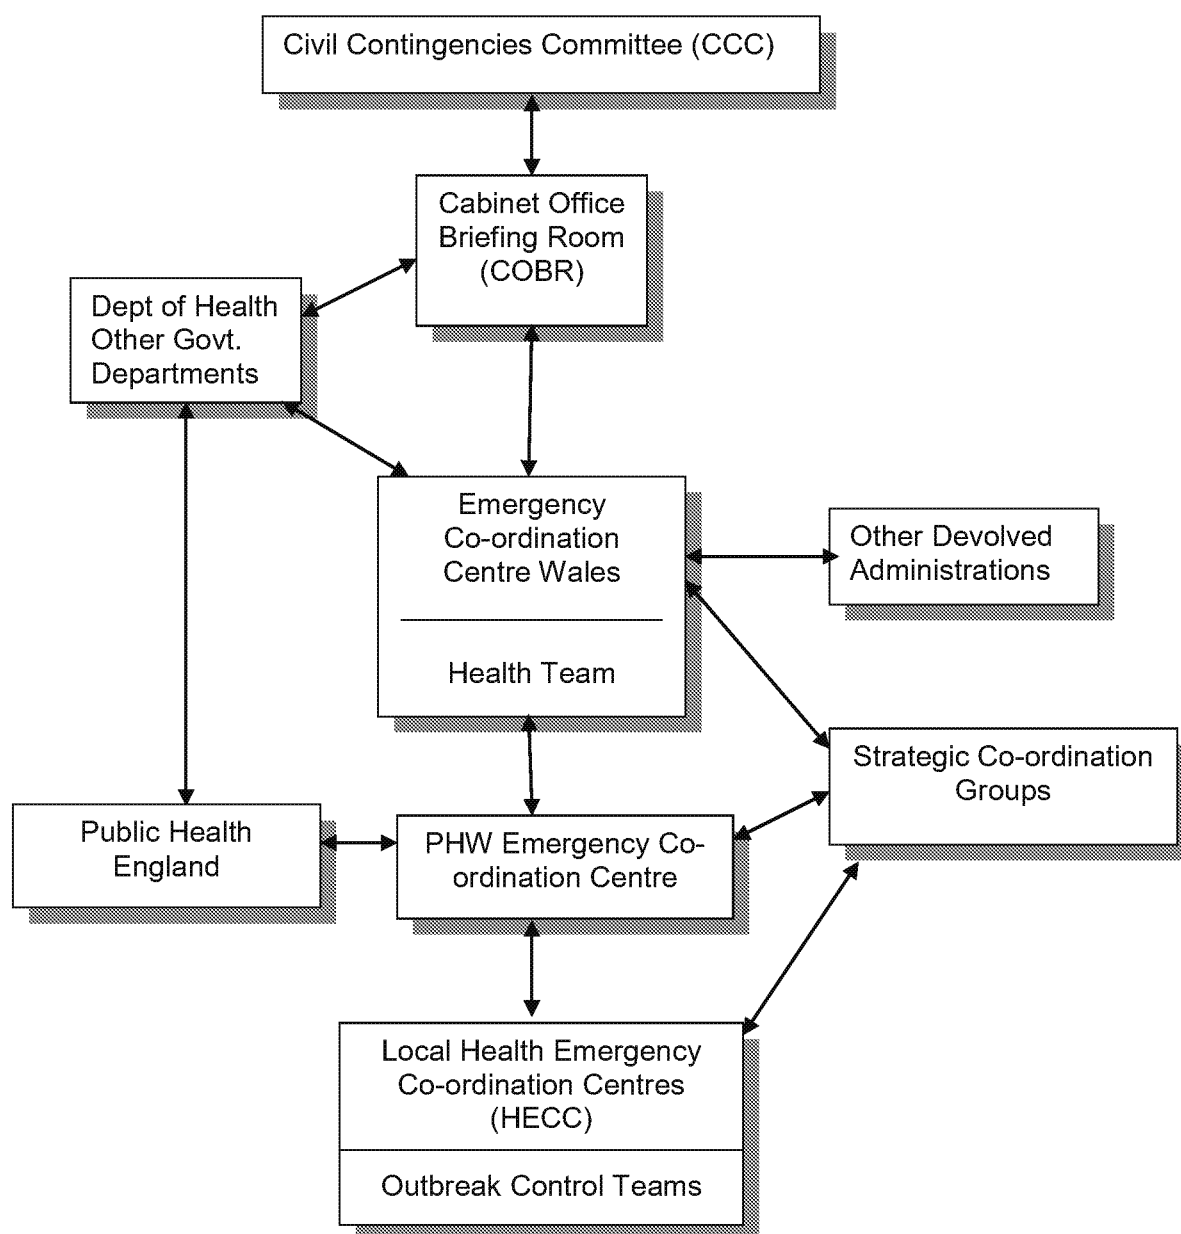 Civil Contingencies Committee (CCC)
Cabinet Office
Briefing Room
(COBR)
Dept of Health
Other Govt.
Departments
Emergency
Co-ordination
Centre Wales
Health Team
Other Devolved
Administrations
Strategic Co-ordination
Groups
Public Health
England
PHW Emergency Co-
ordination Centre
Local Health Emergency
Co-ordination Centres
(HECC)
Outbreak Control Teams